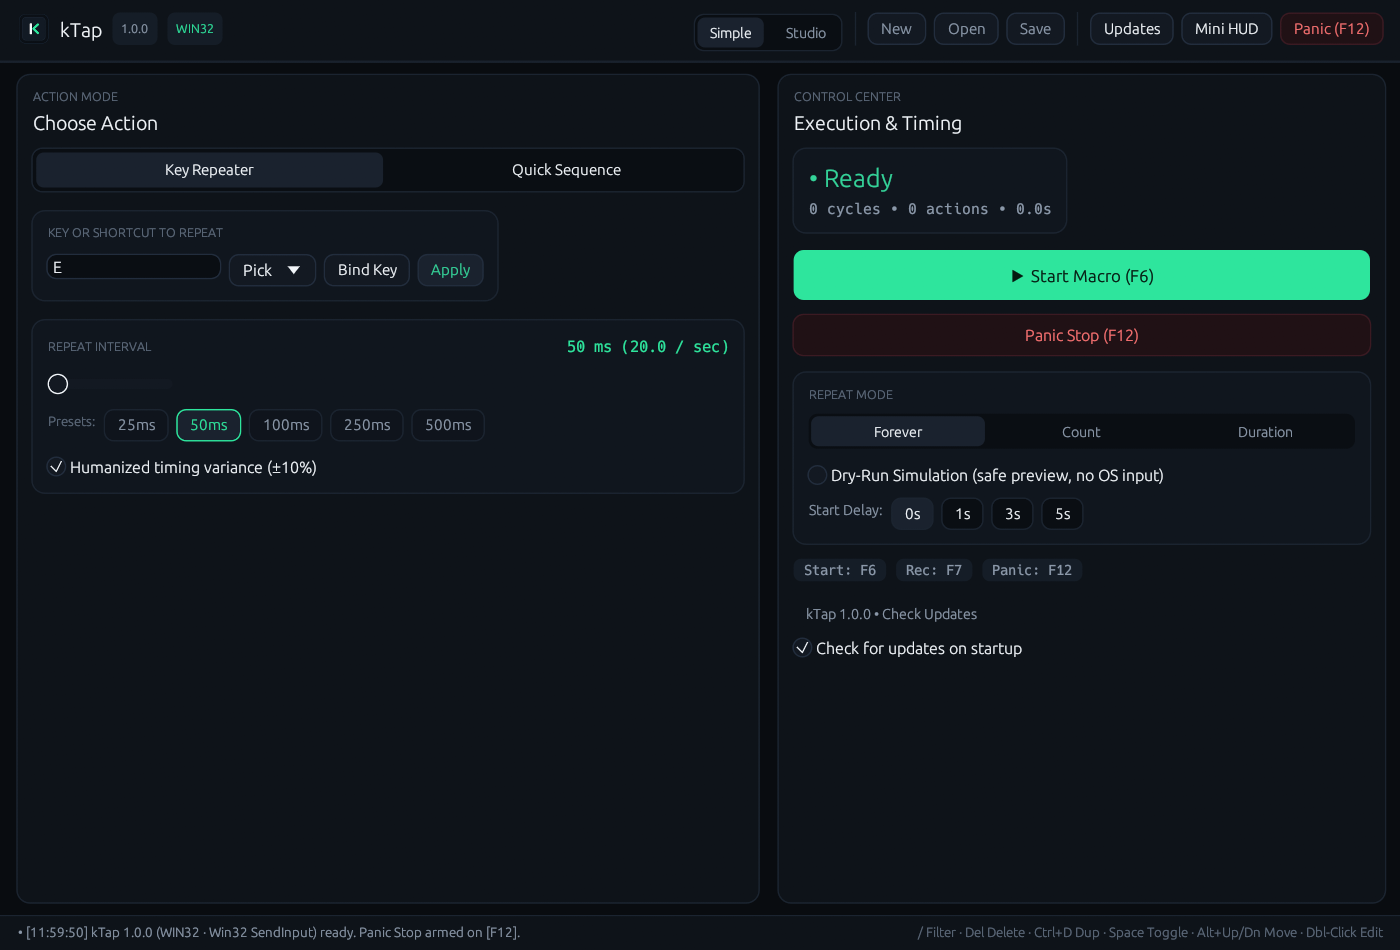 K kTap 1.0.0 WIN32 Simple Studio New Open Save Updates Mini HUD Panic (F12)
ACTION MODE
Choose Action
Key Repeater Quick Sequence
KEY OR SHORTCUT TO REPEAT
E Pick ▼ Bind Key Apply
REPEAT INTERVAL 50 ms (20.0 / sec)
Presets: 25ms 50ms 100ms 250ms 500ms
Humanized timing variance (±10%)
CONTROL CENTER
Execution & Timing
• Ready
0 cycles • 0 actions • 0.0s
▶ Start Macro (F6)
Panic Stop (F12)
REPEAT MODE
Forever Count Duration
Dry-Run Simulation (safe preview, no OS input)
Start Delay: 0s 1s 3s 5s
Start: F6 Rec: F7 Panic: F12
kTap 1.0.0 • Check Updates
Check for updates on startup
• [11:59:50] kTap 1.0.0 (WIN32 · Win32 SendInput) ready. Panic Stop armed on [F12]. / Filter · Del Delete · Ctrl+D Dup · Space Toggle · Alt+Up/Dn Move · Dbl-Click Edit